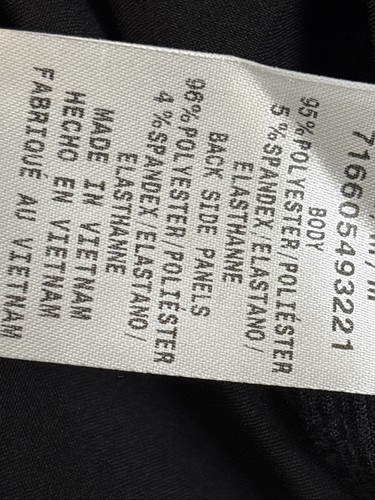 716605493221
BODY
95%POLYESTER/POLIÉSTER
5%SPANDEX/ELASTANO/
ELASTHANNE
BACK SIDE PANELS
96%POLYESTER/POLIÉSTER
4%SPANDEX/ELASTANO/
ELASTHANNE
MADE IN VIETNAM
HECHO EN VIETNAM
FABRIQUÉ AU VIETNAM